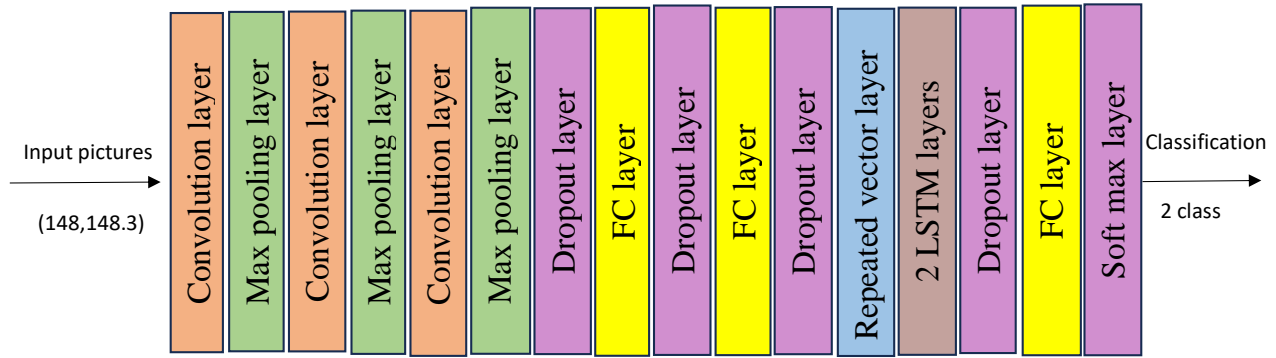 Input pictures
(148,148.3)
Convolution layer
Max pooling layer
Convolution layer
Max pooling layer
Convolution layer
Max pooling layer
Dropout layer
FC layer
Dropout layer
FC layer
Dropout layer
Repeated vector layer
2 LSTM layers
Dropout layer
FC layer
Soft max layer
Classification
2 class